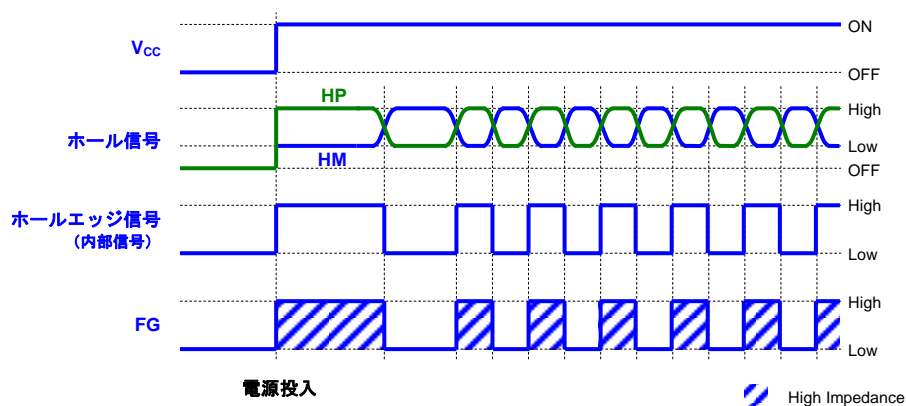 V_CC
ON
OFF
HP
High
ホール信号
Low
HM
OFF
ホールエッジ信号
High
(内部信号)
Low
High
FG
Low
電源投入
High Impedance